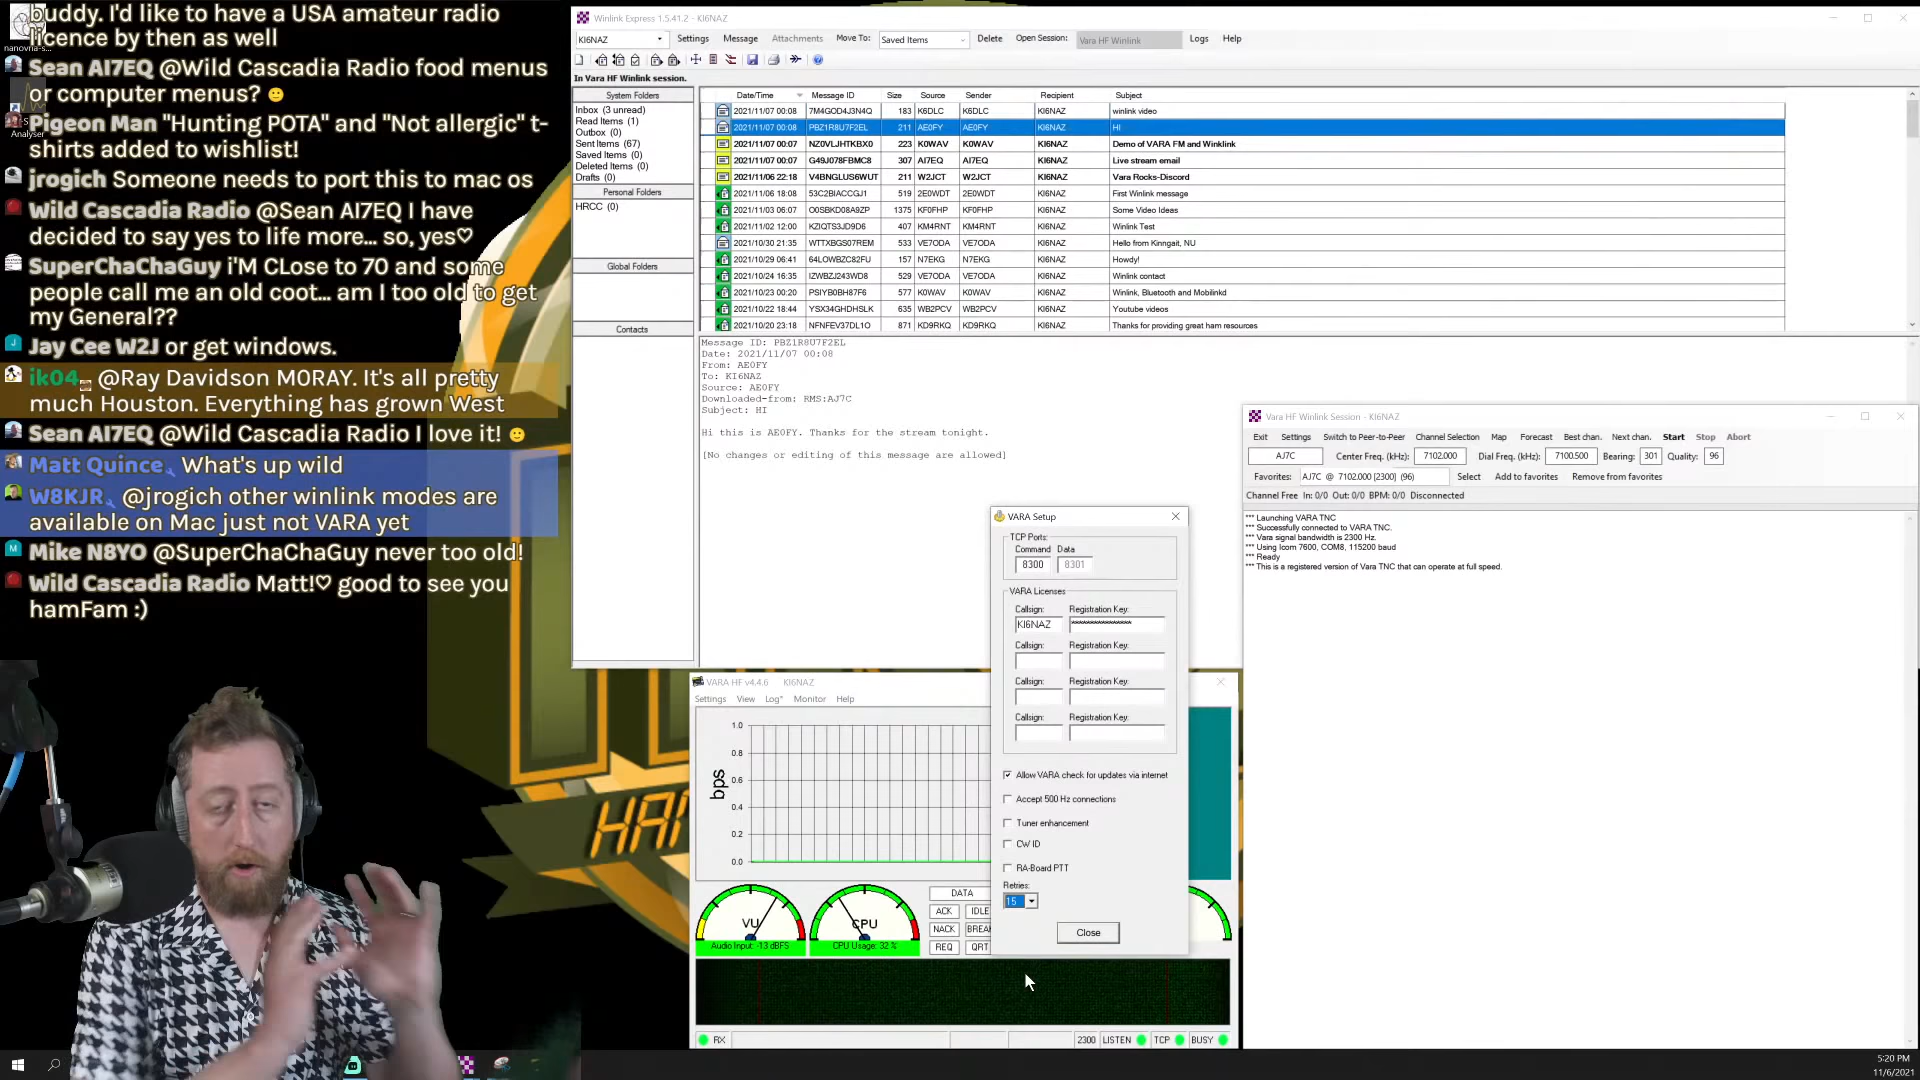 buddy. I'd like to have a USA amateur radio
licence by then as well
Sean AI7EQ @Wild Cascadia Radio food menus
or computer menus? 🙂
Pigeon Man "Hunting POTA" and "Not allergic" t-
shirts added to wishlist!
jrogich Someone needs to port this to mac os
Wild Cascadia Radio @Sean AI7EQ I have
decided to say yes to life more... so, yes♡
SuperChaChaGuy i'M CLose to 70 and some
people call me an old coot... am I too old to get
my General??
Jay Cee W2J or get windows.
ik04 @Ray Davidson M0RAY. It's all pretty
much Houston. Everything has grown West
Sean AI7EQ @Wild Cascadia Radio I love it! 🙂
Matt Quince What's up wild
W8KJR @jrogich other winlink modes are
available on Mac just not VARA yet
Mike N8YO @SuperChaChaGuy never too old!
Wild Cascadia Radio Matt!♡ good to see you
hamFam :)
Analyser
Winlink Express 1.5.41.2 - KI6NAZ
KI6NAZ Settings Message Attachments Move To: Saved Items Delete Open Session: Vara HF Winlink Logs Help
In Vara HF Winlink session.
System Folders
Inbox (3 unread)
Read Items (1)
Outbox (0)
Sent Items (67)
Saved Items (0)
Deleted Items (0)
Drafts (0)
Personal Folders
HRCC (0)
Global Folders
Contacts
Date/Time Message ID Size Source Sender Recipient Subject
2021/11/07 00:08 7M4GOD4J3N4Q 183 K6DLC K6DLC KI6NAZ winlink video
2021/11/07 00:08 PBZ1R8U7F2EL 211 AE0FY AE0FY KI6NAZ HI
2021/11/07 00:07 NZ0VLJHTKBX0 223 K0WAV K0WAV KI6NAZ Demo of VARA FM and Winklink
2021/11/07 00:07 G49J078FBMC8 307 AI7EQ AI7EQ KI6NAZ Live stream email
2021/11/06 22:18 V4BNGLUS6WUT 211 W2JCT W2JCT KI6NAZ Vara Rocks-Discord
2021/11/06 18:08 53C2BIACCGJ1 519 2E0WDT 2E0WDT KI6NAZ First Winlink message
2021/11/03 06:07 O0SBKD08A9ZP 1375 KF0FHP KF0FHP KI6NAZ Some Video Ideas
2021/11/02 12:00 KZIQTS3JD9D6 407 KM4RNT KM4RNT KI6NAZ Winlink Test
2021/10/30 21:35 WTTXBGS07REM 533 VE7ODA VE7ODA KI6NAZ Hello from Kinngait, NU
2021/10/29 06:41 64LOWBZC82FU 157 N7EKG N7EKG KI6NAZ Howdy!
2021/10/24 16:35 IZWBZJ243WD8 529 VE7ODA VE7ODA KI6NAZ Winlink contact
2021/10/23 00:20 PSIYB0BH87F6 577 K0WAV K0WAV KI6NAZ Winlink, Bluetooth and Mobilinkd
2021/10/22 18:44 YSX34GHDHSLK 635 WB2PCV WB2PCV KI6NAZ Youtube videos
2021/10/20 23:18 NFNFEV37DL1O 871 KD9RKQ KD9RKQ KI6NAZ Thanks for providing great ham resources
Message ID: PBZ1R8U7F2EL
Date: 2021/11/07 00:08
From: AE0FY
To: KI6NAZ
Source: AE0FY
Downloaded-from: RMS:AJ7C
Subject: HI
Hi this is AE0FY. Thanks for the stream tonight.
[No changes or editing of this message are allowed]
Vara HF Winlink Session - KI6NAZ
Exit Settings Switch to Peer-to-Peer Channel Selection Map Forecast Best chan. Next chan. Start Stop Abort
AJ7C Center Freq. (kHz): 7102.000 Dial Freq. (kHz): 7100.500 Bearing: 301 Quality: 96
Favorites: AJ7C @ 7102.000 [2300] (96) Select Add to favorites Remove from favorites
Channel Free In: 0/0 Out: 0/0 BPM: 0/0 Disconnected
*** Launching VARA TNC
*** Successfully connected to VARA TNC.
*** Vara signal bandwidth is 2300 Hz.
*** Using Icom 7600, COM8, 115200 baud
*** Ready
*** This is a registered version of Vara TNC that can operate at full speed.
VARA Setup
TCP Ports:
Command Data
8300 8301
VARA Licenses
Callsign: Registration Key:
KI6NAZ ****************
Callsign: Registration Key:
Callsign: Registration Key:
Callsign: Registration Key:
Allow VARA check for updates via internet
Accept 500 Hz connections
Tuner enhancement
CW ID
RA-Board PTT
Retries:
15
Close
VARA HF v4.4.6 KI6NAZ
Settings View Log* Monitor Help
bps
1.0
0.8
0.6
0.4
0.2
0.0
VU
Audio Input: -13 dBFS
CPU
CPU Usage: 32 %
DATA
ACK IDLE
NACK BREAK
REQ QRT
RX 2300 LISTEN TCP BUSY
HAM
5:20 PM
11/6/2021